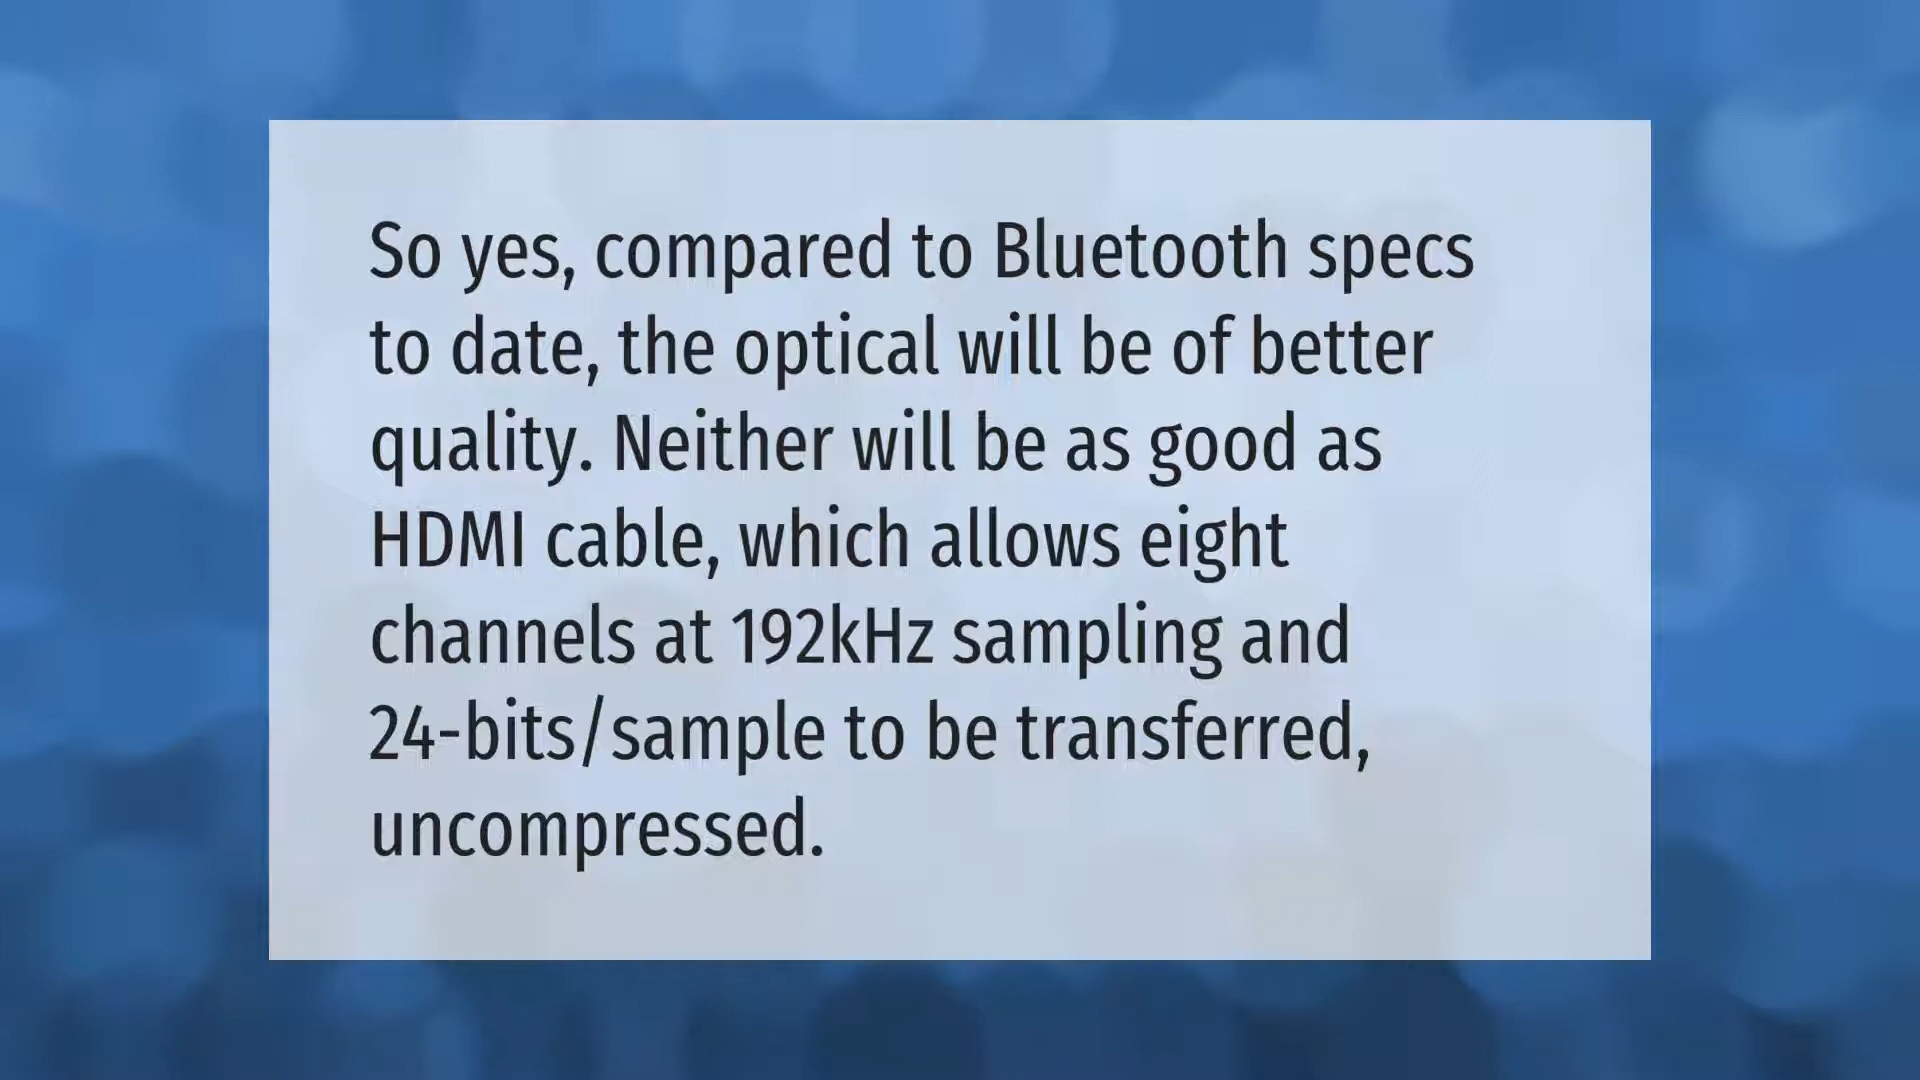 So yes, compared to Bluetooth specs
to date, the optical will be of better
quality. Neither will be as good as
HDMI cable, which allows eight
channels at 192kHz sampling and
24-bits/sample to be transferred,
uncompressed.